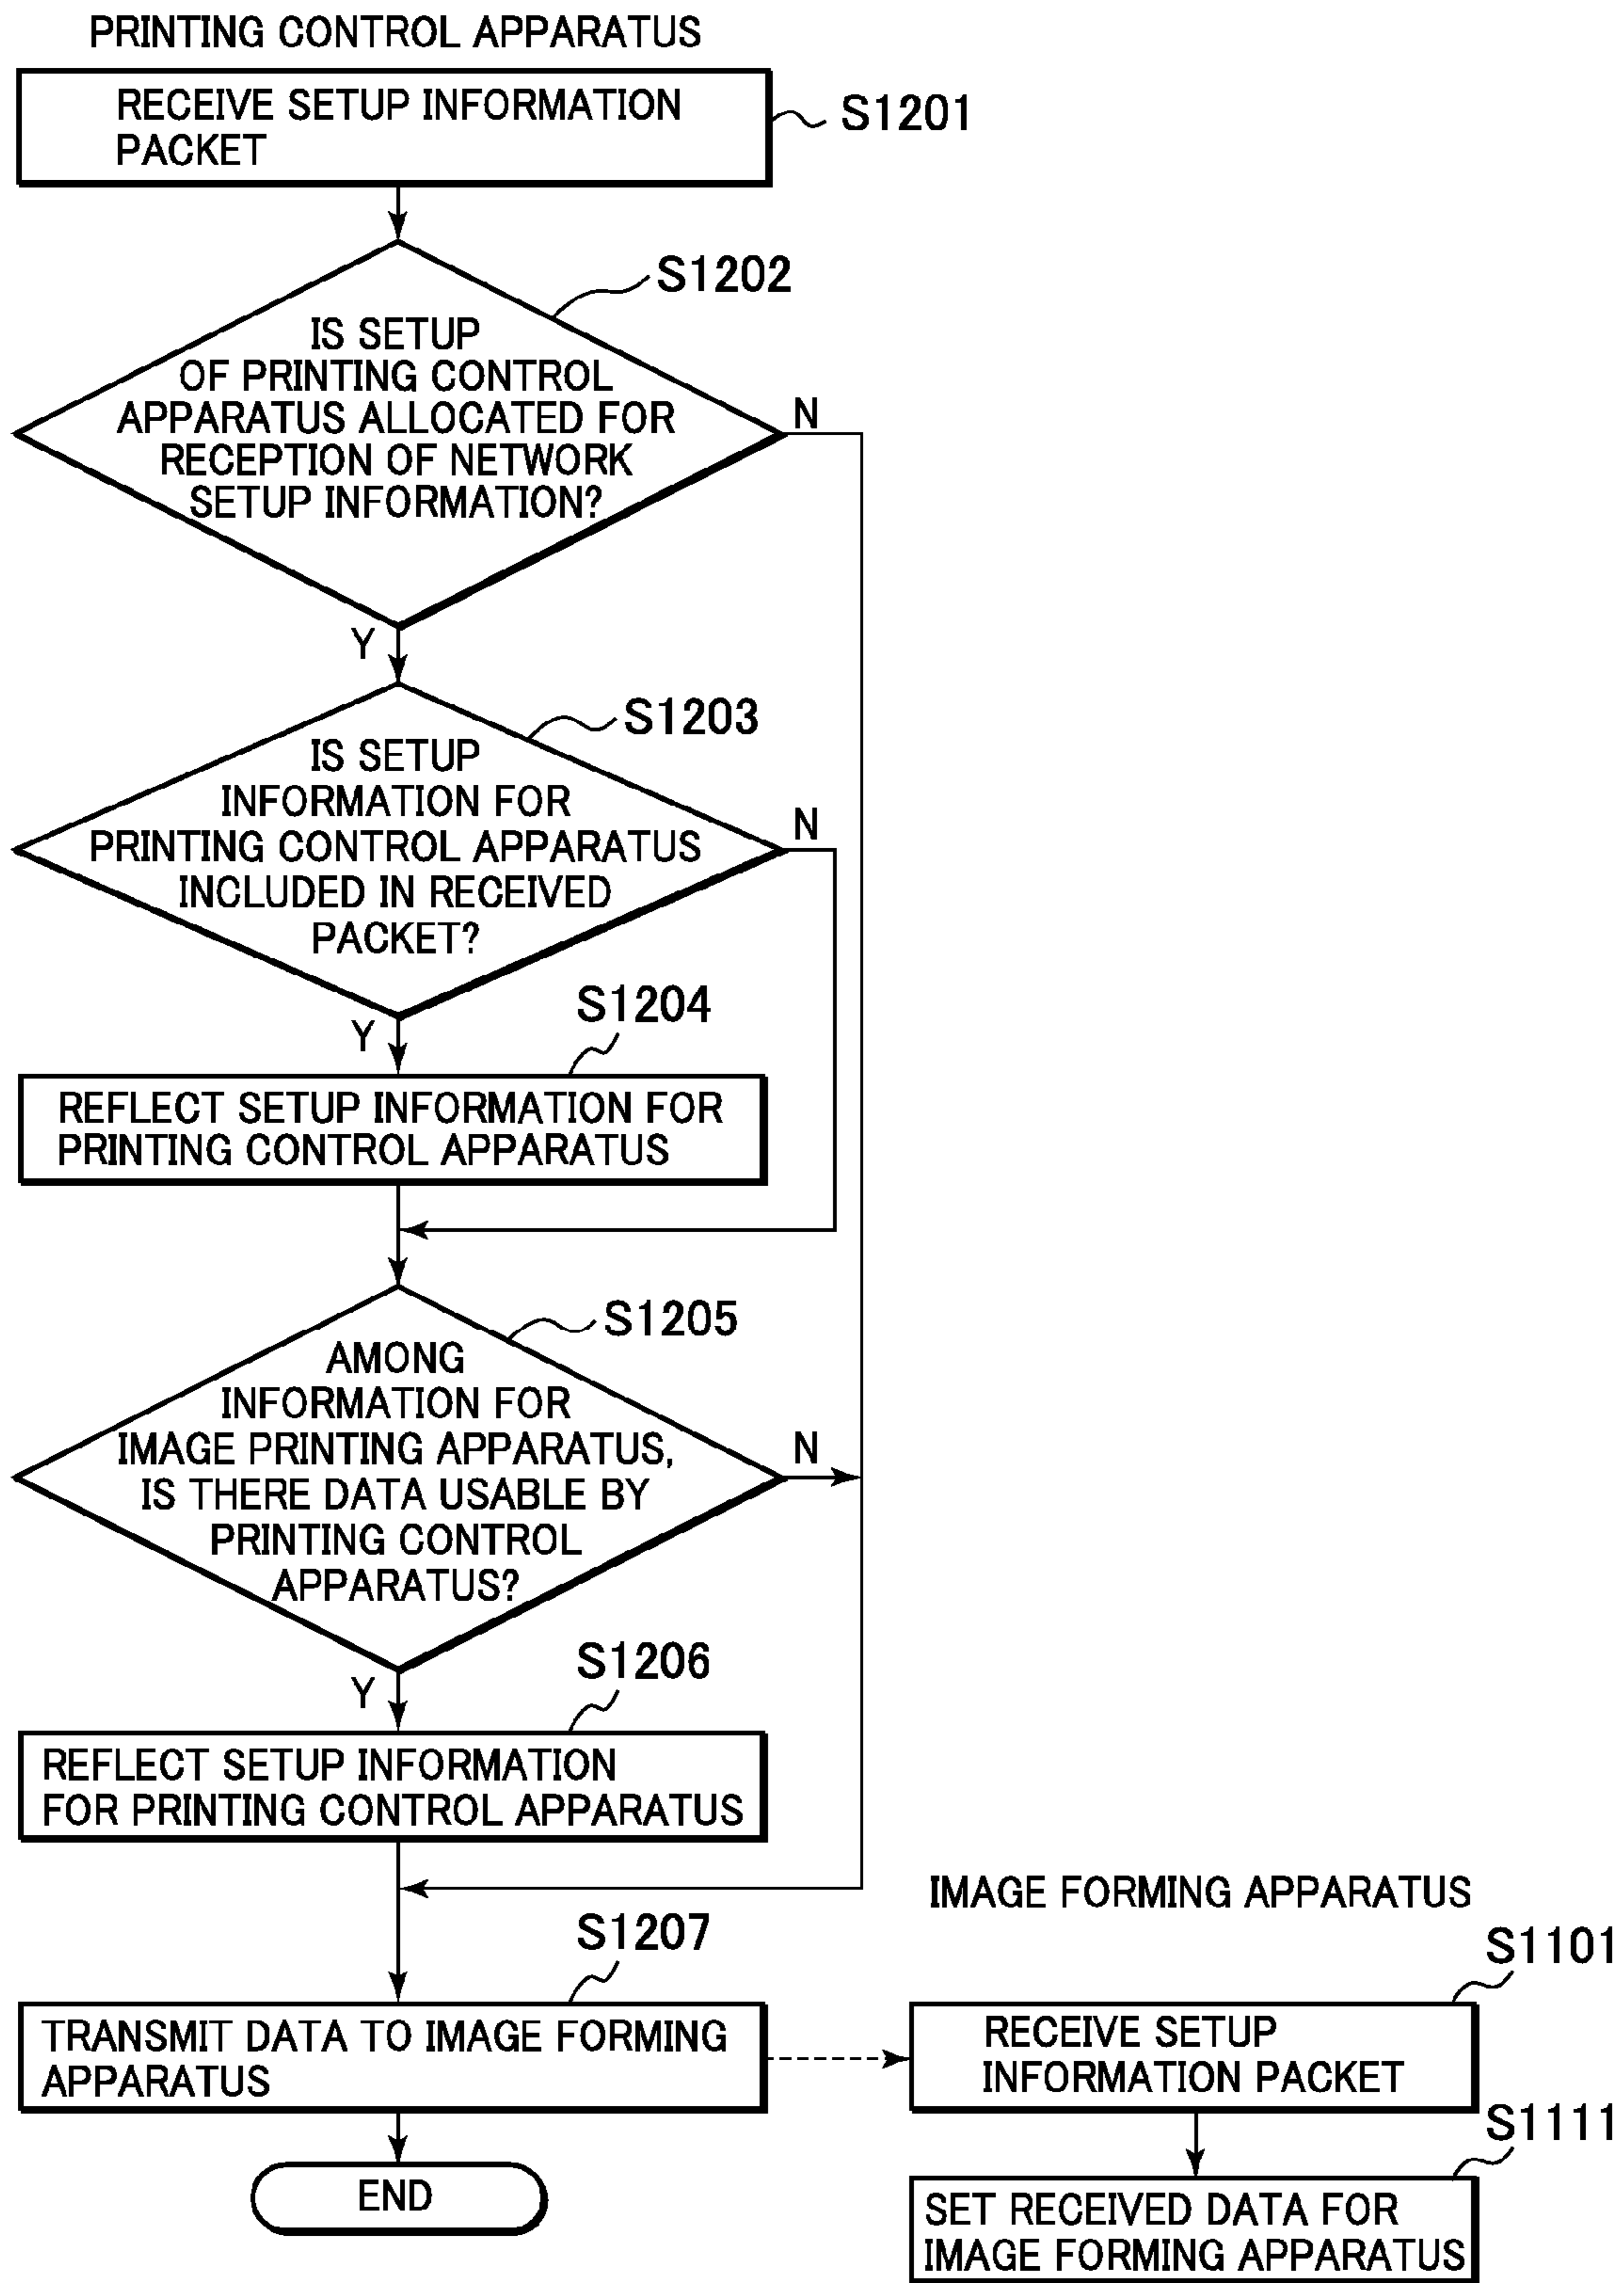 PRINTING CONTROL APPARATUS
RECEIVE SETUP INFORMATION
PACKET
S1201
S1202
IS SETUP
OF PRINTING CONTROL
APPARATUS ALLOCATED FOR
RECEPTION OF NETWORK
SETUP INFORMATION?
N
Y
S1203
IS SETUP
INFORMATION FOR
PRINTING CONTROL APPARATUS
INCLUDED IN RECEIVED
PACKET?
N
Y
S1204
REFLECT SETUP INFORMATION FOR
PRINTING CONTROL APPARATUS
S1205
AMONG
INFORMATION FOR
IMAGE PRINTING APPARATUS,
IS THERE DATA USABLE BY
PRINTING CONTROL
APPARATUS?
N
Y
S1206
REFLECT SETUP INFORMATION
FOR PRINTING CONTROL APPARATUS
S1207
TRANSMIT DATA TO IMAGE FORMING
APPARATUS
END
IMAGE FORMING APPARATUS
S1101
RECEIVE SETUP
INFORMATION PACKET
S1111
SET RECEIVED DATA FOR
IMAGE FORMING APPARATUS